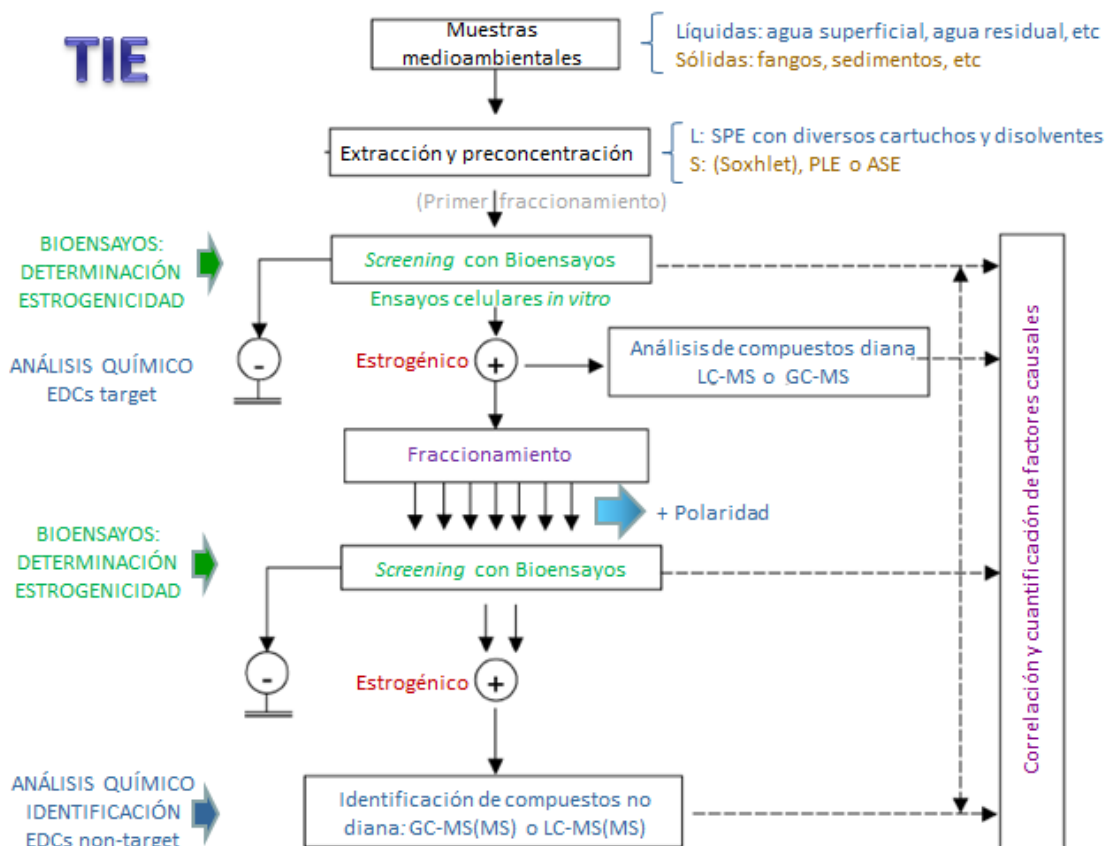 TIE
Muestras
medioambientales
Líquidas: agua superficial, agua residual, etc
Sólidas: fangos, sedimentos, etc
Extracción y preconcentración
L: SPE con diversos cartuchos y disolventes
S: (Soxhlet), PLE o ASE
(Primer fraccionamiento)
BIOENSAYOS:
DETERMINACIÓN
ESTROGENICIDAD
Screening con Bioensayos
Ensayos celulares in vitro
-
Estrogénico
+
ANÁLISIS QUÍMICO
EDCs target
Análisis de compuestos diana
LC-MS o GC-MS
Fraccionamiento
+ Polaridad
BIOENSAYOS:
DETERMINACIÓN
ESTROGENICIDAD
Screening con Bioensayos
-
Estrogénico
+
ANÁLISIS QUÍMICO
IDENTIFICACIÓN
EDCs non-target
Identificación de compuestos no
diana: GC-MS(MS) o LC-MS(MS)
Correlación y cuantificación de factores causales